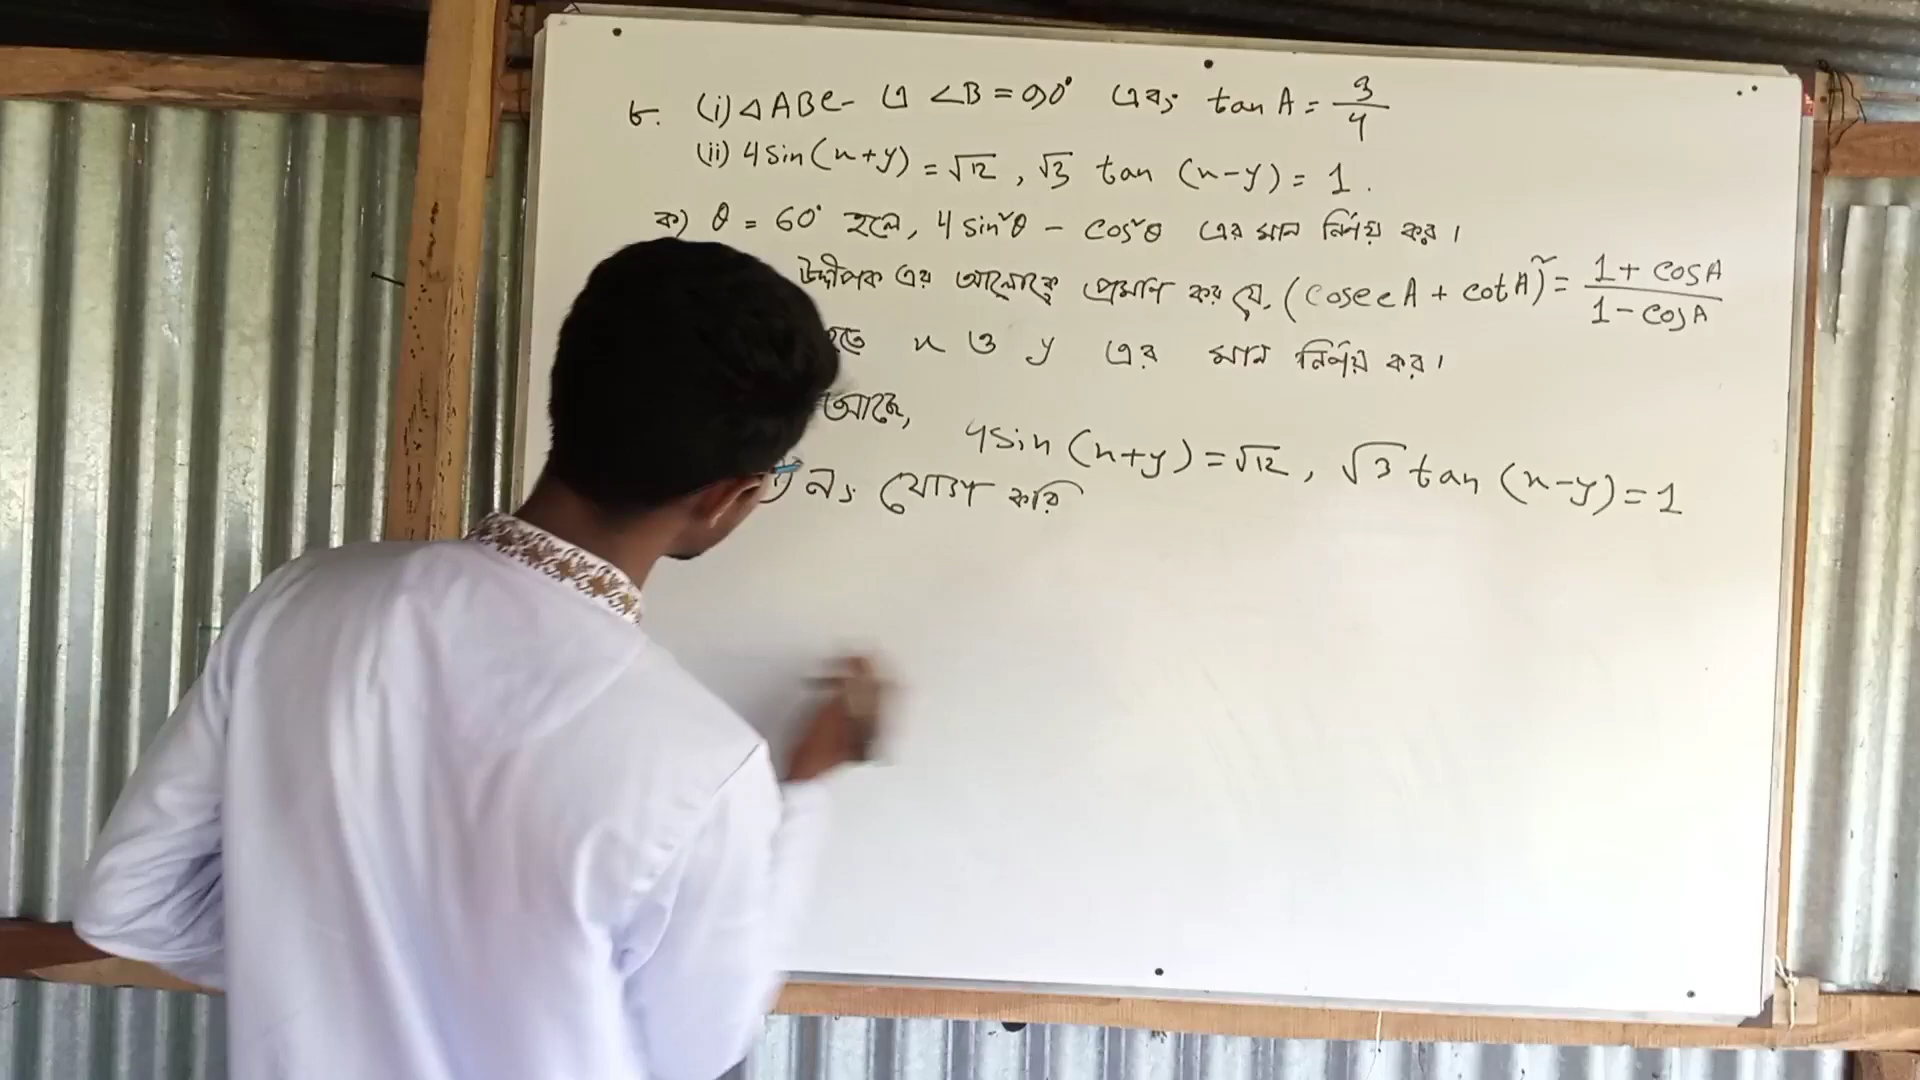 ৮. (i) △ABC- এ ∠B = 90° এবং tan A = 3/4
(ii) 4 sin (x+y) = √12 , √3 tan (x-y) = 1 .
ক) θ = 60° হলে, 4 sin²θ - cos²θ এর মান নির্ণয় কর।
উদ্দীপক এর আলোকে প্রমাণ কর যে, (cosec A + cot A)² = (1 + cos A)/(1 - cos A)
হতে x ও y এর মান নির্ণয় কর।
আছে, 4 sin (x+y) = √12 , √3 tan (x-y) = 1
যোগ করি